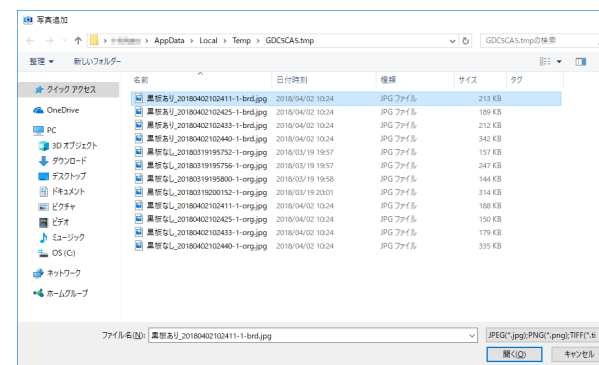 写真追加
AppData > Local > Temp > GDC5CA5.tmp
GDC5CA5.tmpの検索
整理 新しいフォルダー
名前 日付時刻 種類 サイズ タグ
クイック アクセス
OneDrive
PC
3D オブジェクト
ダウンロード
デスクトップ
ドキュメント
ピクチャ
ビデオ
ミュージック
OS (C:)
ネットワーク
ホームグループ
黒板あり_20180402102411-1-brd.jpg 2018/04/02 10:24 JPG ファイル 213 KB
黒板あり_20180402102425-1-brd.jpg 2018/04/02 10:24 JPG ファイル 189 KB
黒板あり_20180402102433-1-brd.jpg 2018/04/02 10:24 JPG ファイル 212 KB
黒板あり_20180402102440-1-brd.jpg 2018/04/02 10:24 JPG ファイル 342 KB
黒板なし_20180319195752-1-org.jpg 2018/03/19 19:57 JPG ファイル 157 KB
黒板なし_20180319195756-1-org.jpg 2018/03/19 19:57 JPG ファイル 247 KB
黒板なし_20180319195800-1-org.jpg 2018/03/19 19:58 JPG ファイル 144 KB
黒板なし_20180319200152-1-org.jpg 2018/03/19 20:01 JPG ファイル 314 KB
黒板なし_20180402102411-1-org.jpg 2018/04/02 10:24 JPG ファイル 188 KB
黒板なし_20180402102425-1-org.jpg 2018/04/02 10:24 JPG ファイル 150 KB
黒板なし_20180402102433-1-org.jpg 2018/04/02 10:24 JPG ファイル 179 KB
黒板なし_20180402102440-1-org.jpg 2018/04/02 10:24 JPG ファイル 335 KB
ファイル名(N): 黒板あり_20180402102411-1-brd.jpg
JPEG(*.jpg);PNG(*.png);TIFF(*.ti
開く(O) キャンセル